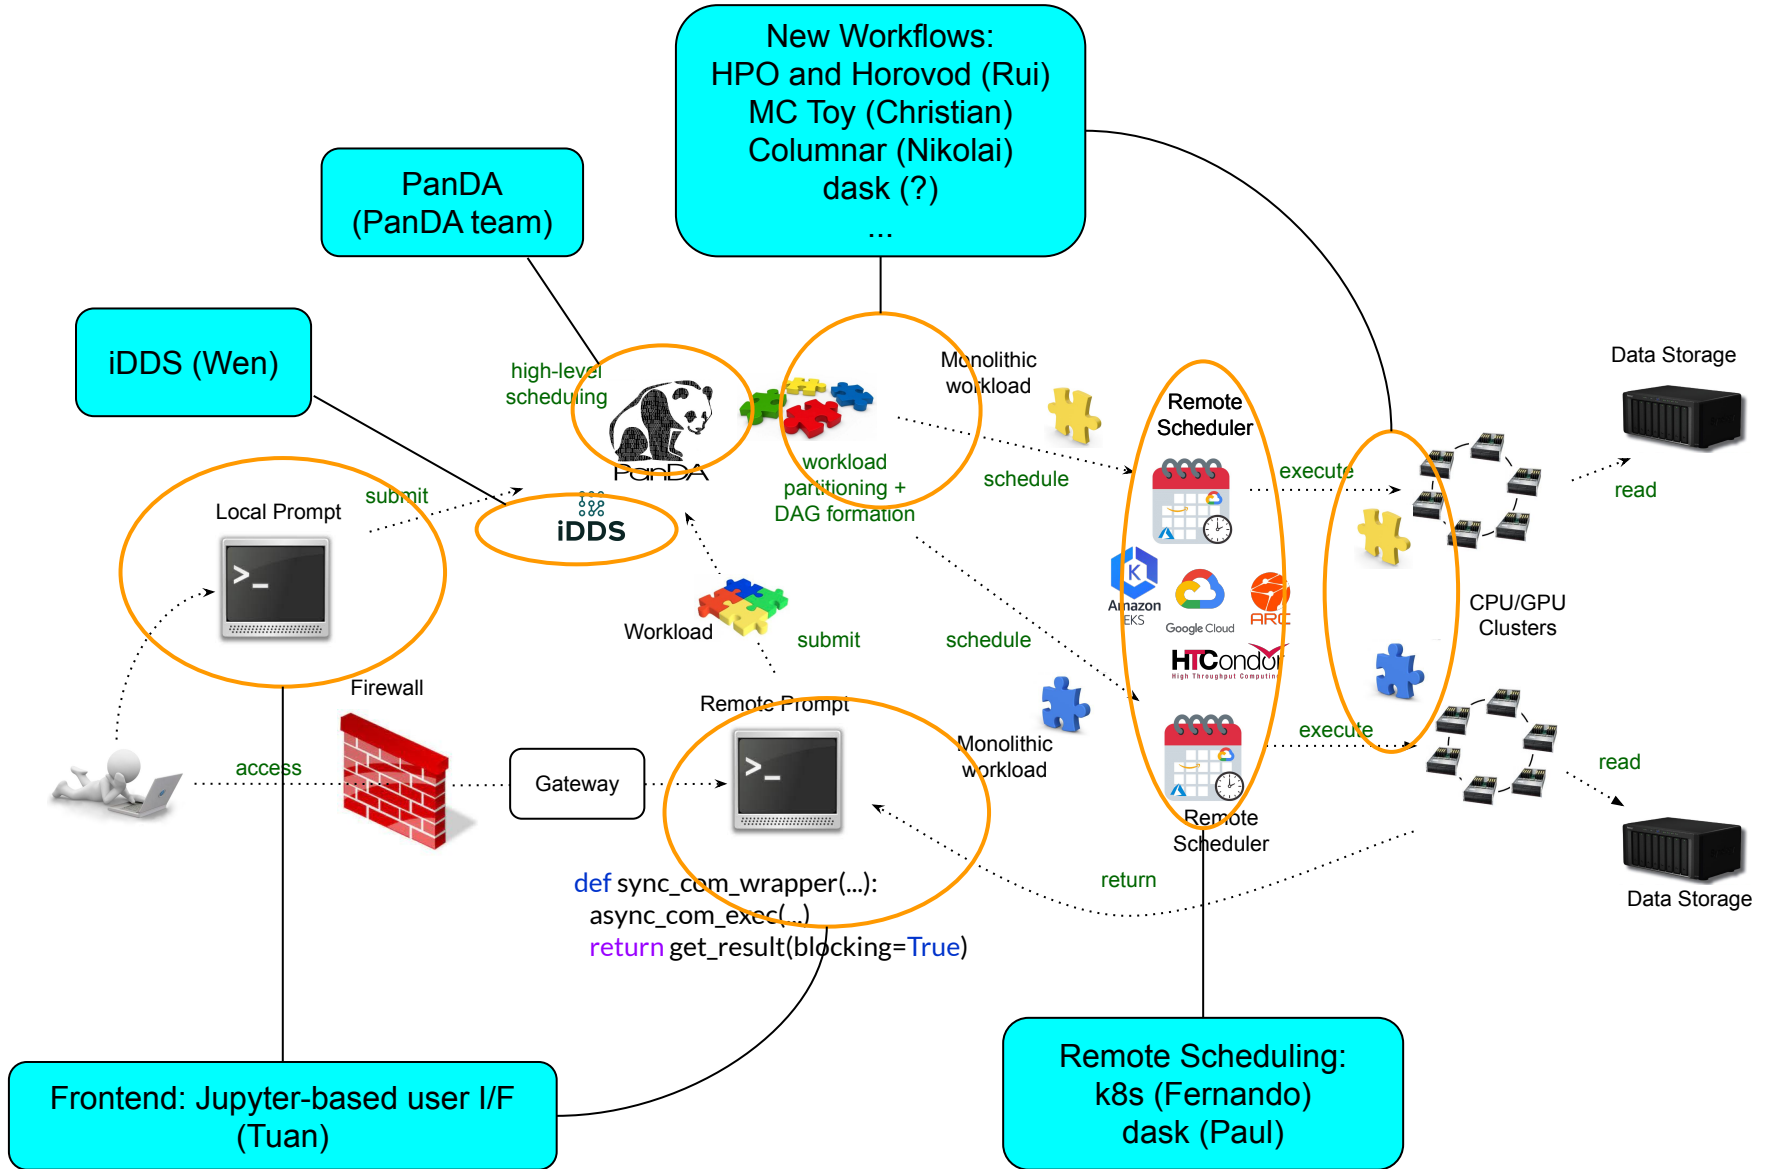 New Workflows:
HPO and Horovod (Rui)
MC Toy (Christian)
Columnar (Nikolai)
dask (?)
...
PanDA
(PanDA team)
iDDS (Wen)
high-level
scheduling
PanDA
iDDS
submit
Local Prompt
>_
workload
partitioning +
DAG formation
Monolithic
workload
schedule
Remote
Scheduler
execute
Data Storage
read
Amazon
EKS
Google Cloud
ARC
HTCondor
High Throughput Computing
CPU/GPU
Clusters
Workload
submit
schedule
Firewall
access
Gateway
Remote Prompt
>_
Monolithic
workload
Remote
Scheduler
execute
read
Data Storage
return
def sync_com_wrapper(...):
async_com_exec(...)
return get_result(blocking=True)
Frontend: Jupyter-based user I/F
(Tuan)
Remote Scheduling:
k8s (Fernando)
dask (Paul)